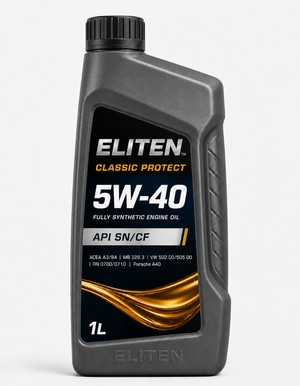 ELITEN™
CLASSIC PROTECT
5W-40
FULLY SYNTHETIC ENGINE OIL
API SN/CF
ACEA A3/B4 | MB 229.3 | VW 502 00/505 00
| RN 0700/0710 | Porsche A40
1L
ELITEN